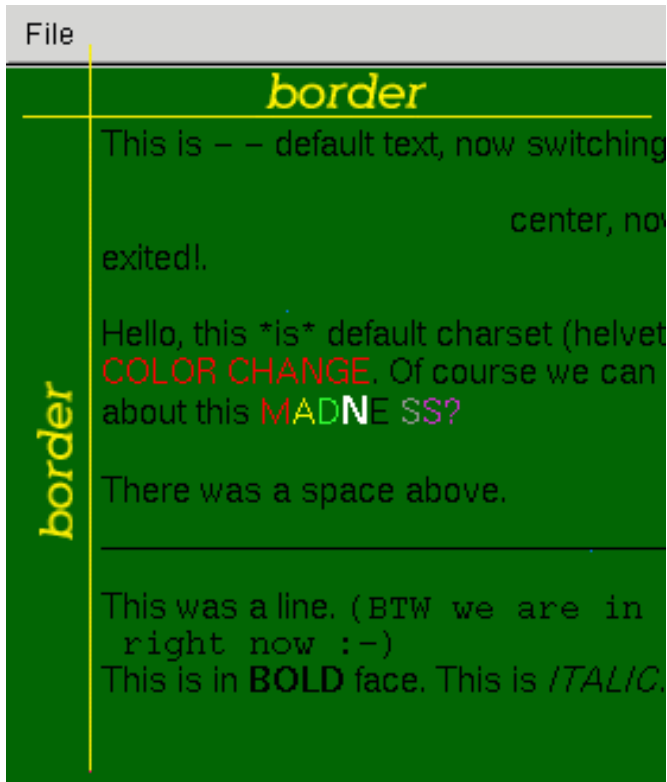 File
border
This is – – default text, now switching
center, now
exited!.
Hello, this *is* default charset (helvet
COLOR CHANGE. Of course we can
about this MADNE SS?
border
There was a space above.
This was a line. (BTW we are in
right now :-)
This is in BOLD face. This is ITALIC.